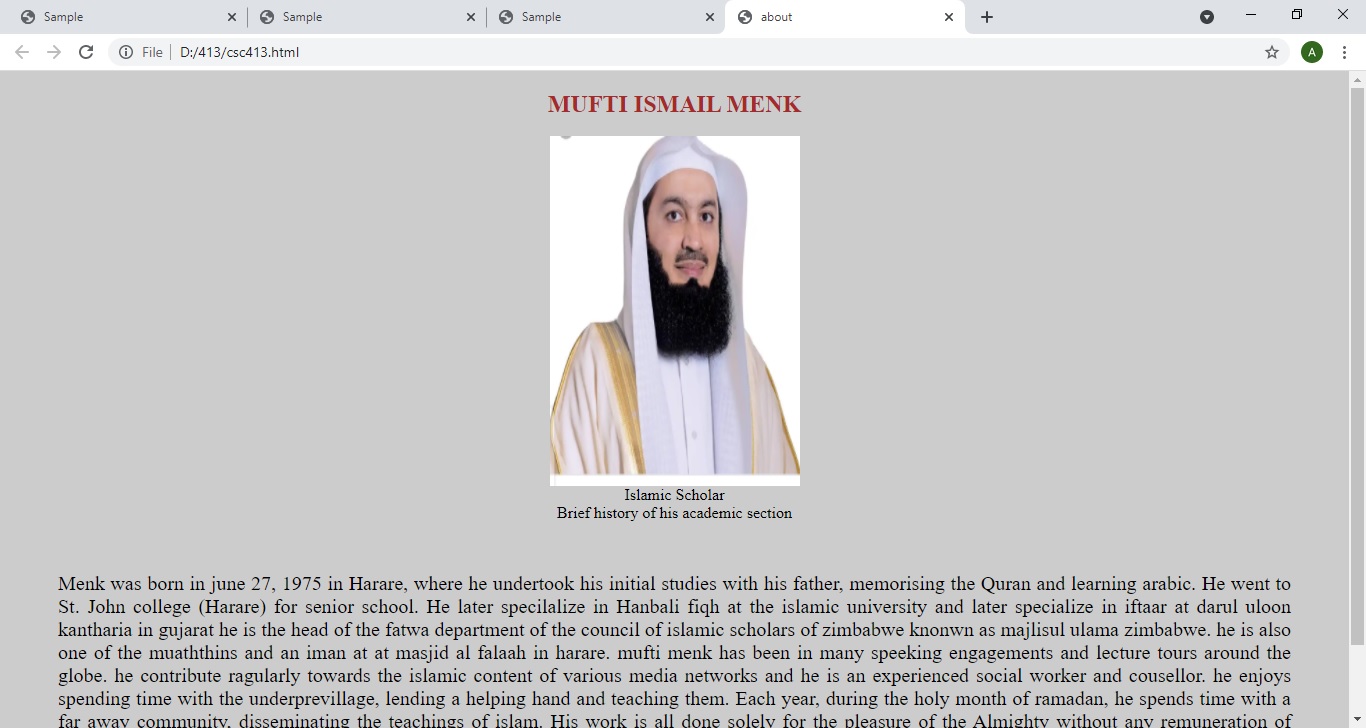 Sample
Sample
Sample
about
File
D:/413/csc413.html
A
MUFTI ISMAIL MENK
Islamic Scholar
Brief history of his academic section
Menk was born in june 27, 1975 in Harare, where he undertook his initial studies with his father, memorising the Quran and learning arabic. He went to
St. John college (Harare) for senior school. He later specilalize in Hanbali fiqh at the islamic university and later specialize in iftaar at darul uloon
kantharia in gujarat he is the head of the fatwa department of the council of islamic scholars of zimbabwe knonwn as majlisul ulama zimbabwe. he is also
one of the muaththins and an iman at at masjid al falaah in harare. mufti menk has been in many speeking engagements and lecture tours around the
globe. he contribute ragularly towards the islamic content of various media networks and he is an experienced social worker and cousellor. he enjoys
spending time with the underprevillage, lending a helping hand and teaching them. Each year, during the holy month of ramadan, he spends time with a
far away community, disseminating the teachings of islam. His work is all done solely for the pleasure of the Almighty without any remuneration of